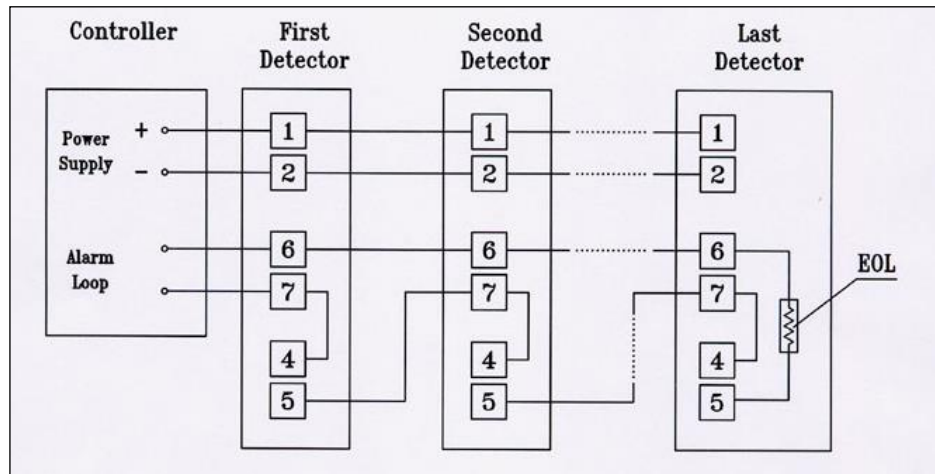 Controller
First
Detector
Second
Detector
Last
Detector
Power
Supply
+
-
Alarm
Loop
1
2
6
7
4
5
1
2
6
7
4
5
1
2
6
7
4
5
EOL